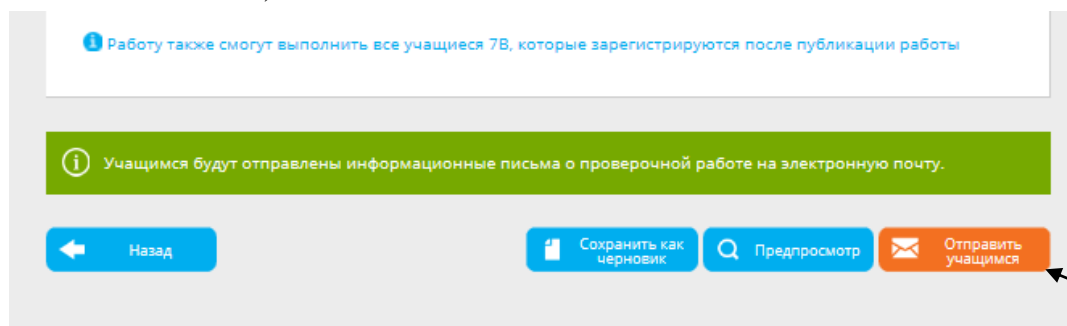 Работу также смогут выполнить все учащиеся 7В, которые зарегистрируются после публикации работы
Учащимся будут отправлены информационные письма о проверочной работе на электронную почту.
Назад
Сохранить как
черновик
Предпросмотр
Отправить
учащимся